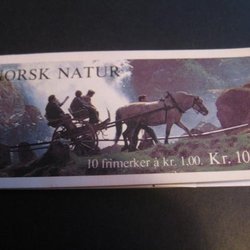 NORSK NATUR
10 frimerker à kr. 1.00. Kr. 10